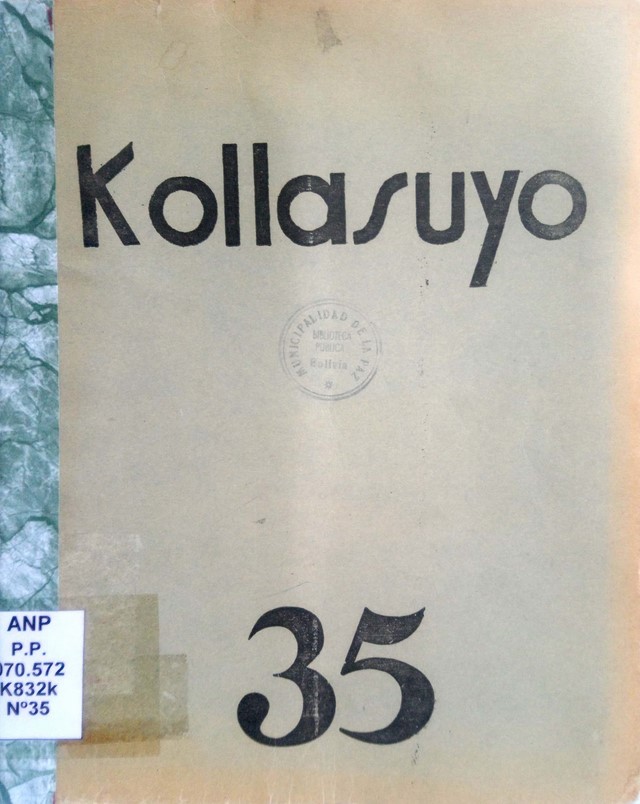 Kollasuyo
MUNICIPALIDAD DE LA PAZ
BIBLIOTECA
PUBLICA
Bolivia
35
ANP
P.P.
070.572
K832k
Nº35